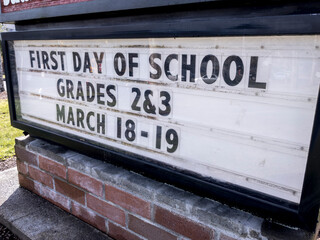 FIRST DAY OF SCHOOL
GRADES 2&3
MARCH 18-19